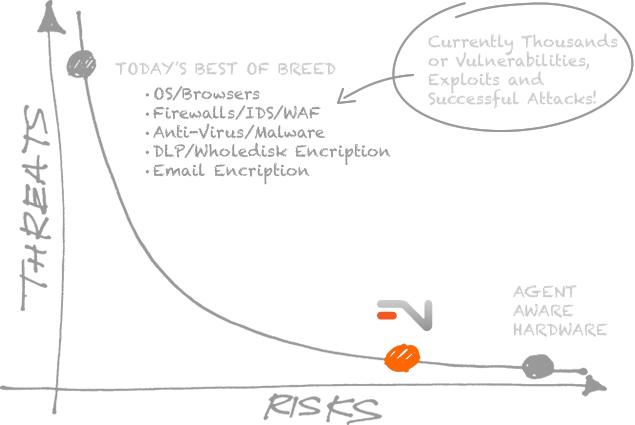 TODAY'S BEST OF BREED
· OS/Browsers
· Firewalls/IDS/WAF
· Anti-Virus/Malware
· DLP/Wholedisk Encription
· Email Encription
Currently Thousands
or Vulnerabilities,
Exploits and
Successful Attacks!
THREATS
AGENT
AWARE
HARDWARE
RISKS